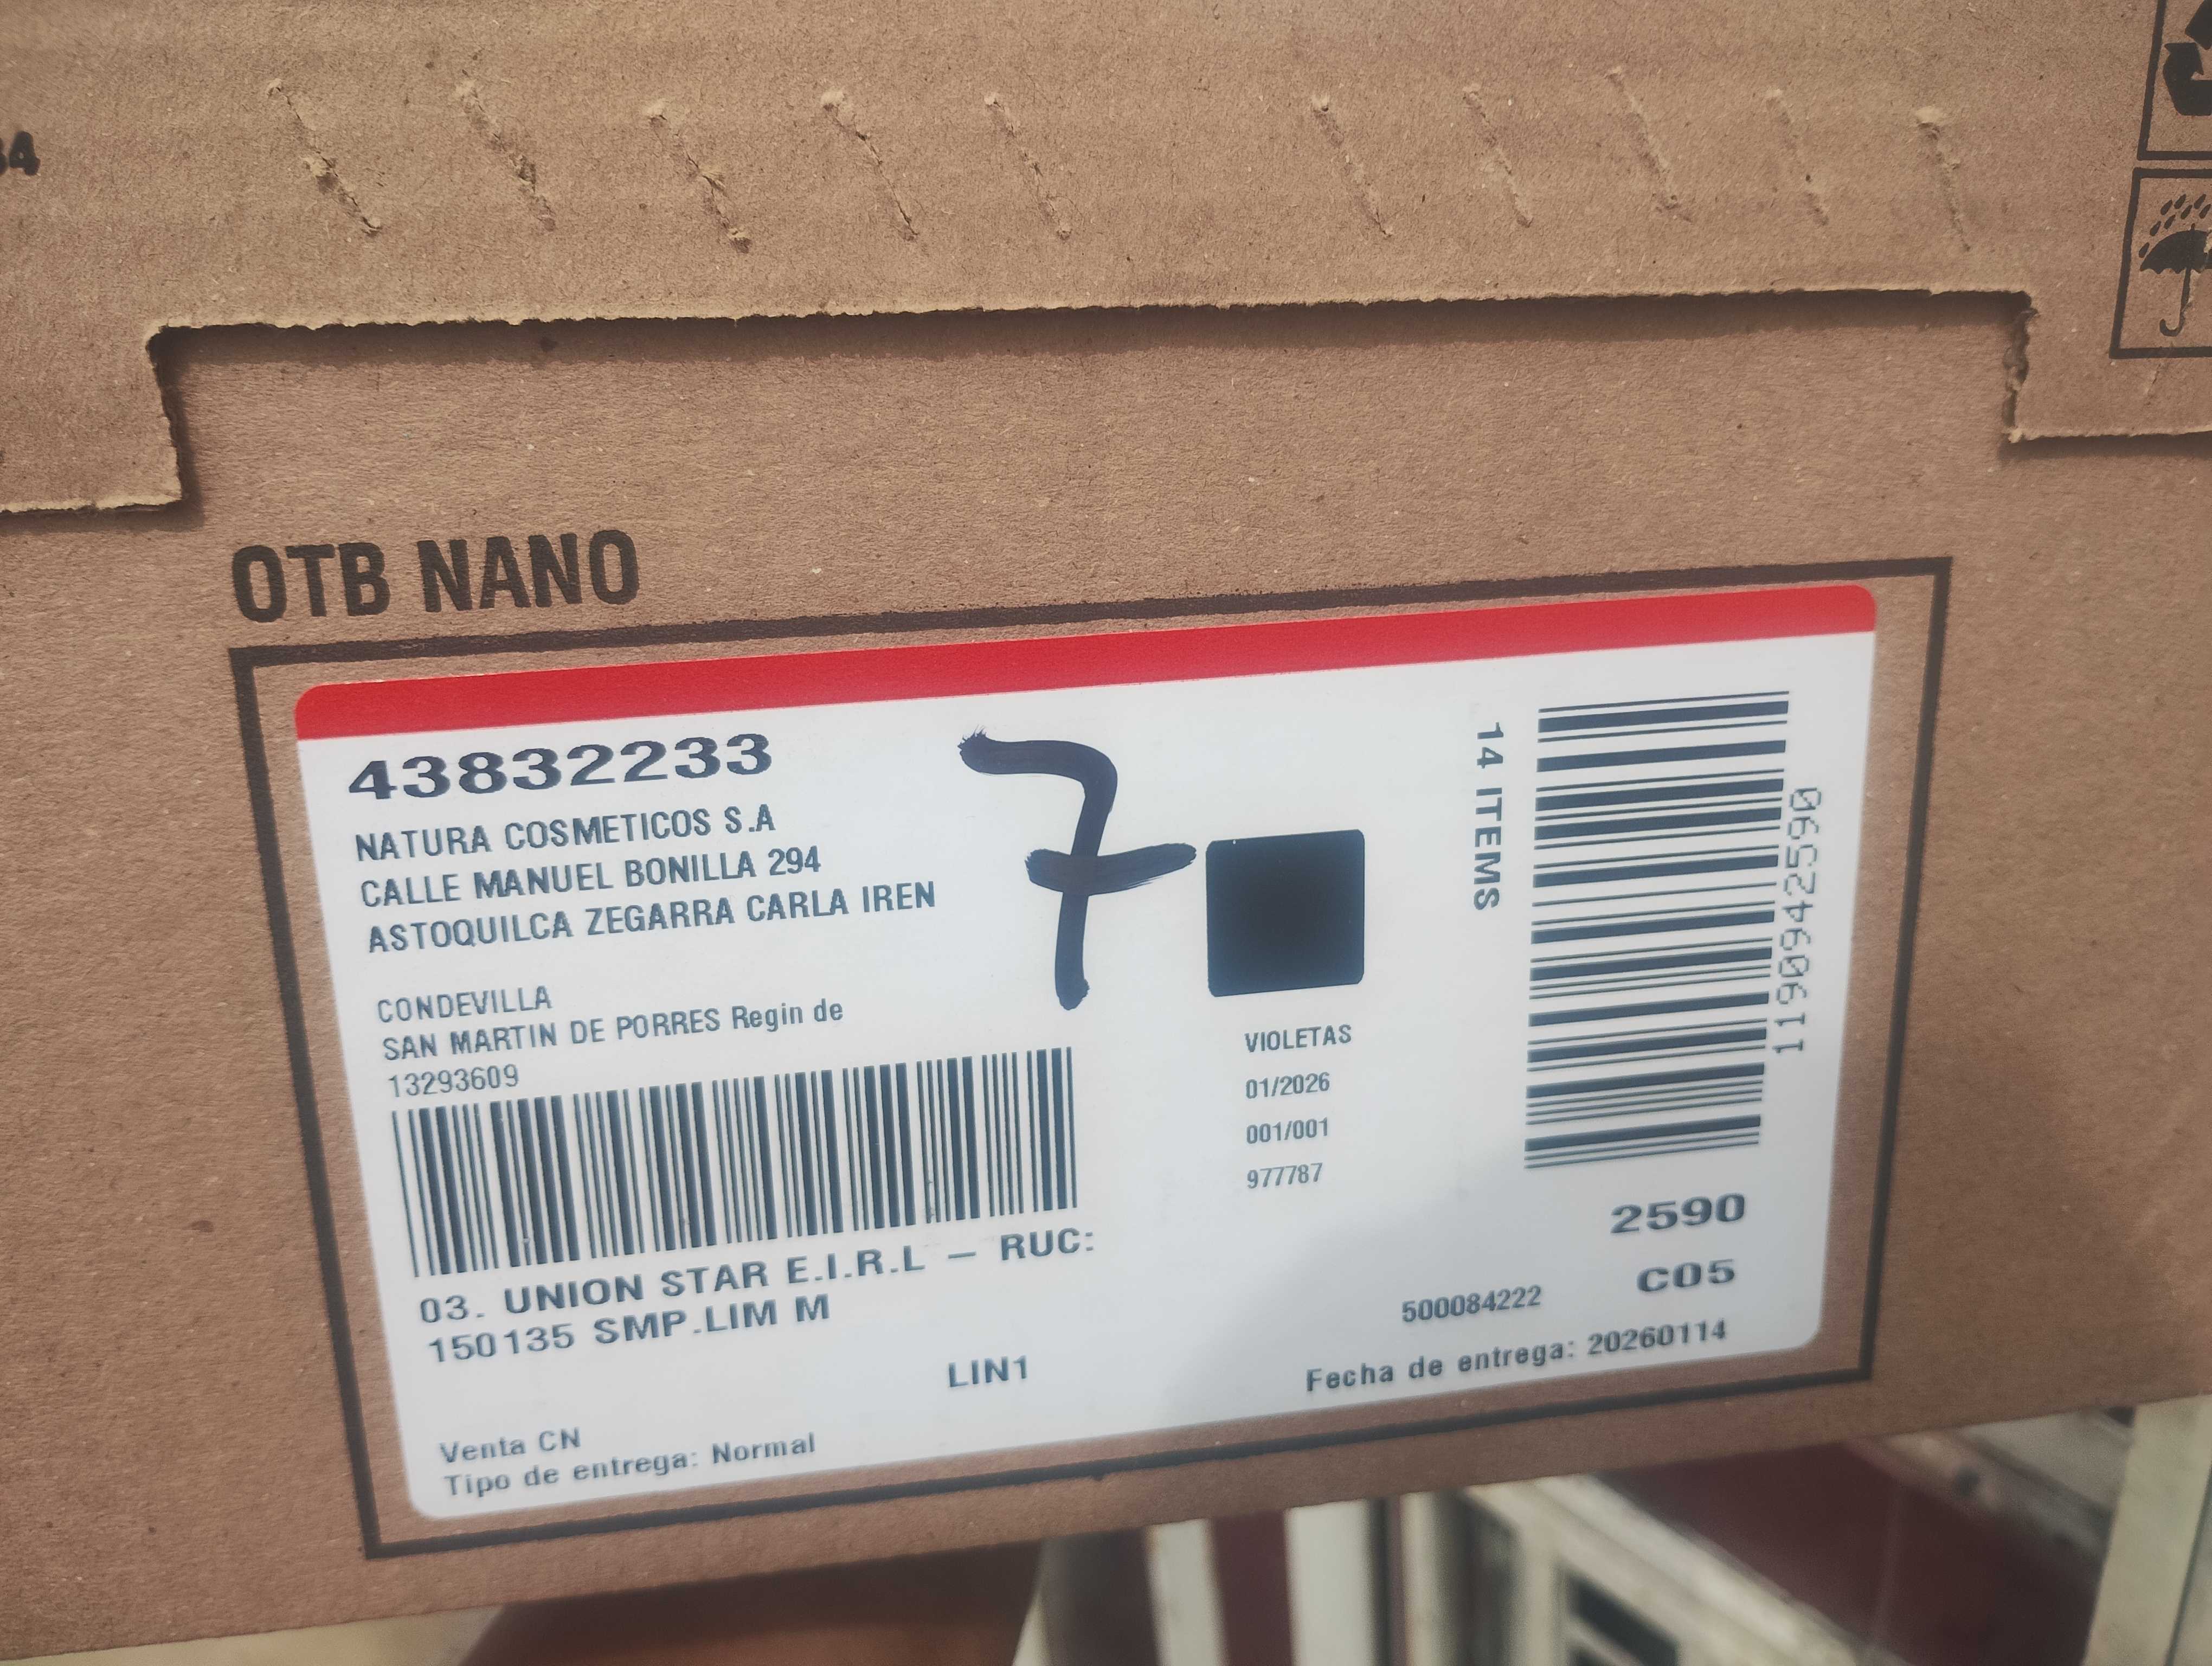 OTB NANO
43832233
NATURA COSMETICOS S.A
CALLE MANUEL BONILLA 294
ASTOQUILCA ZEGARRA CARLA IREN
7
CONDEVILLA
SAN MARTIN DE PORRES Regin de
13293609
03. UNION STAR E.I.R.L – RUC:
150135 SMP.LIM M
LIN1
Venta CN
Tipo de entrega: Normal
VIOLETAS
01/2026
001/001
977787
14 ITEMS
11909425590
2590
C05
500084222
Fecha de entrega: 20260114